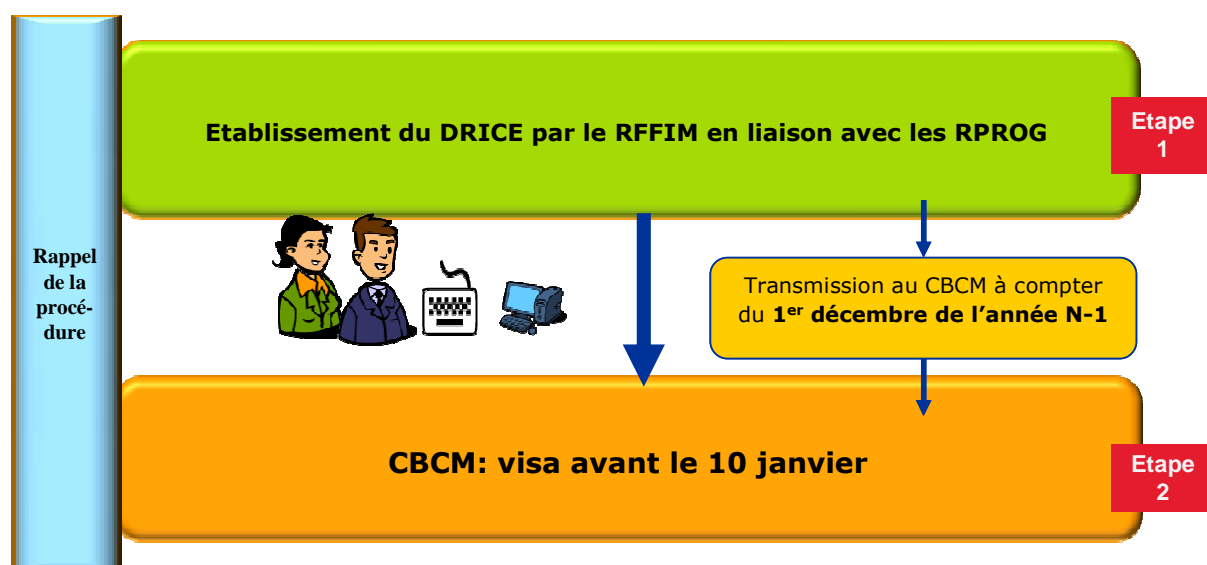 Rappel
de la
procé-
dure
Etablissement du DRICE par le RFFIM en liaison avec les RPROG
Etape
1
Transmission au CBCM à compter
du 1er décembre de l'année N-1
CBCM: visa avant le 10 janvier
Etape
2